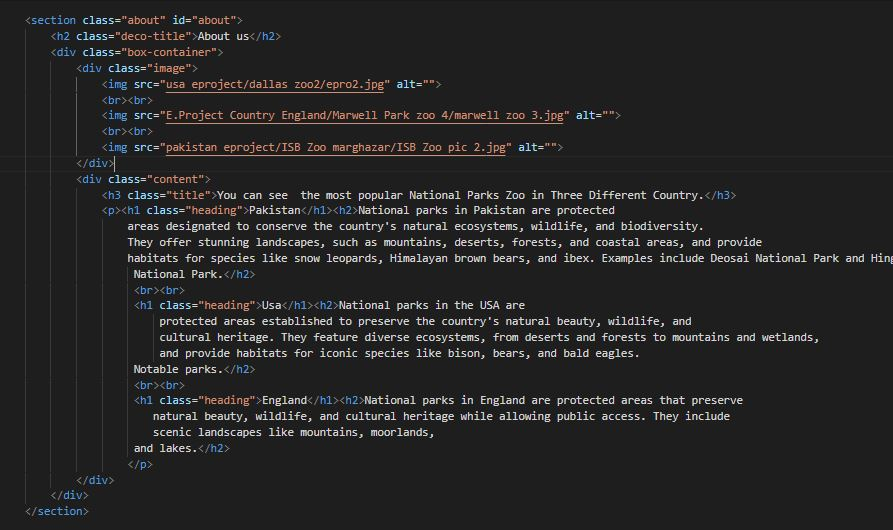 <section class="about" id="about">
<h2 class="deco-title">About us</h2>
<div class="box-container">
<div class="image">
<img src="usa eproject/dallas zoo2/epro2.jpg" alt="">
<br><br>
<img src="E.Project Country England/Marwell Park zoo 4/marwell zoo 3.jpg" alt="">
<br><br>
<img src="pakistan eproject/ISB Zoo marghazar/ISB Zoo pic 2.jpg" alt="">
</div>
<div class="content">
<h3 class="title">You can see  the most popular National Parks Zoo in Three Different Country.</h3>
<p><h1 class="heading">Pakistan</h1><h2>National parks in Pakistan are protected
areas designated to conserve the country's natural ecosystems, wildlife, and biodiversity.
They offer stunning landscapes, such as mountains, deserts, forests, and coastal areas, and provide
habitats for species like snow leopards, Himalayan brown bears, and ibex. Examples include Deosai National Park and Hing
National Park.</h2>
<br><br>
<h1 class="heading">Usa</h1><h2>National parks in the USA are
protected areas established to preserve the country's natural beauty, wildlife, and
cultural heritage. They feature diverse ecosystems, from deserts and forests to mountains and wetlands,
and provide habitats for iconic species like bison, bears, and bald eagles.
Notable parks.</h2>
<br><br>
<h1 class="heading">England</h1><h2>National parks in England are protected areas that preserve
natural beauty, wildlife, and cultural heritage while allowing public access. They include
scenic landscapes like mountains, moorlands,
and lakes.</h2>
</p>
</div>
</div>
</section>